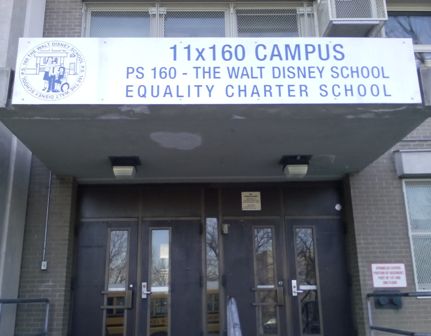 11x160 CAMPUS
PS 160 - THE WALT DISNEY SCHOOL
EQUALITY CHARTER SCHOOL